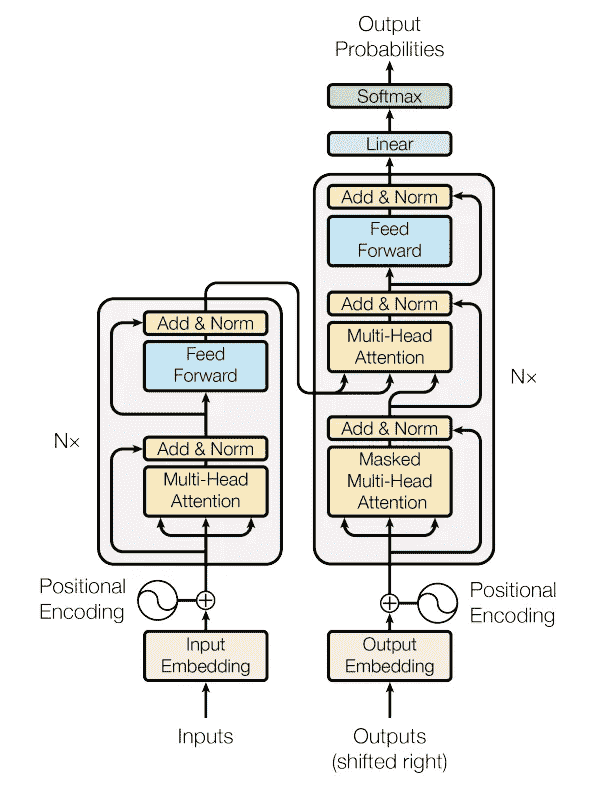 Output
Probabilities
Softmax
Linear
Add & Norm
Feed
Forward
Add & Norm
Multi-Head
Attention
Add & Norm
Masked
Multi-Head
Attention
N×
Add & Norm
Feed
Forward
Add & Norm
Multi-Head
Attention
N×
Positional
Encoding
Positional
Encoding
Input
Embedding
Output
Embedding
Inputs
Outputs
(shifted right)